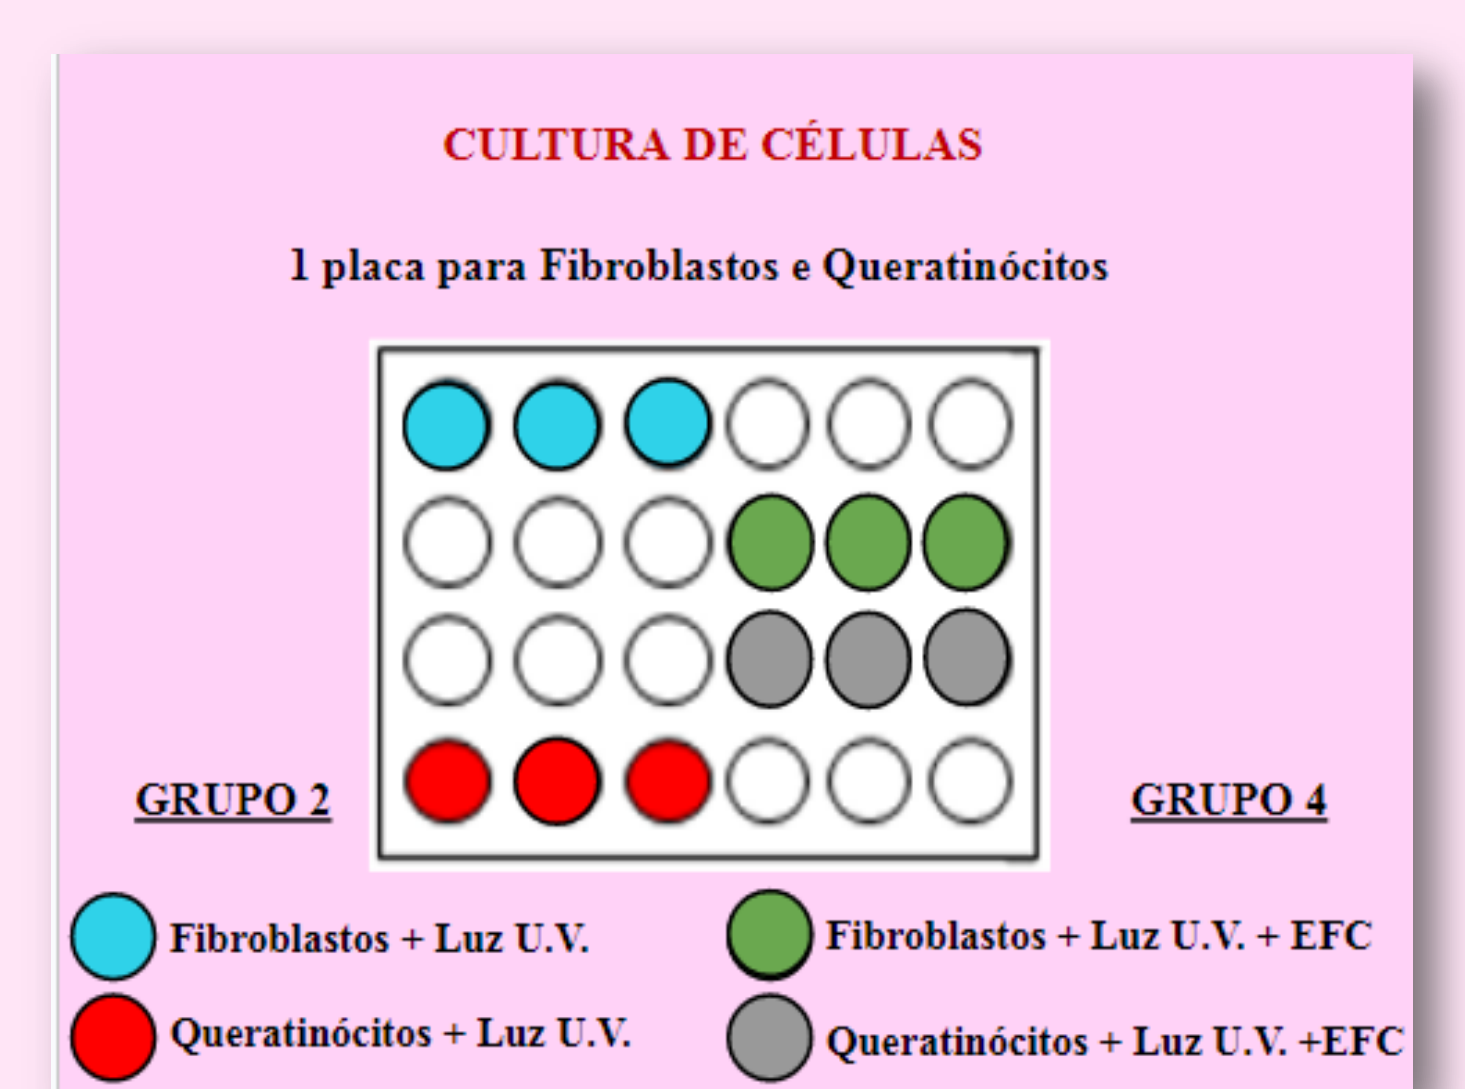 CULTURA DE CÉLULAS
1 placa para Fibroblastos e Queratinócitos
GRUPO 2
GRUPO 4
Fibroblastos + Luz U.V.
Fibroblastos + Luz U.V. + EFC
Queratinócitos + Luz U.V.
Queratinócitos + Luz U.V. +EFC